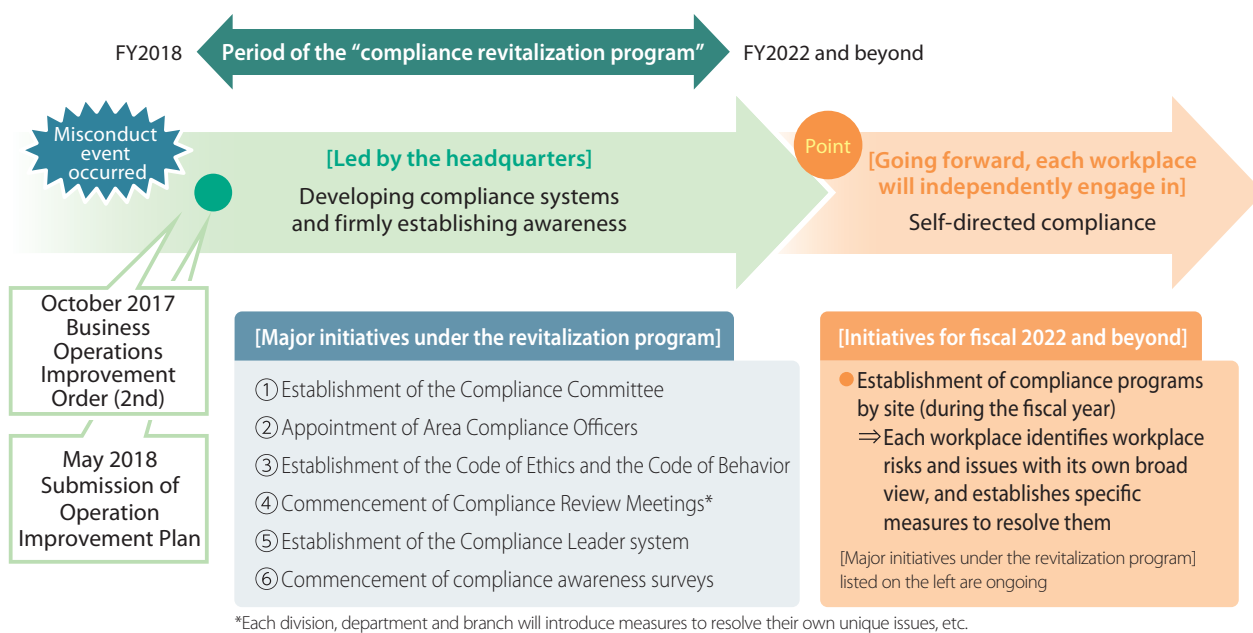 FY2018
Period of the “compliance revitalization program”
FY2022 and beyond
Misconduct
event
occurred
[Led by the headquarters]
Developing compliance systems
and firmly establishing awareness
Point
[Going forward, each workplace
will independently engage in]
Self-directed compliance
October 2017
Business
Operations
Improvement
Order (2nd)
May 2018
Submission of
Operation
Improvement Plan
[Major initiatives under the revitalization program]
① Establishment of the Compliance Committee
② Appointment of Area Compliance Officers
③ Establishment of the Code of Ethics and the Code of Behavior
④ Commencement of Compliance Review Meetings*
⑤ Establishment of the Compliance Leader system
⑥ Commencement of compliance awareness surveys
[Initiatives for fiscal 2022 and beyond]
● Establishment of compliance programs
by site (during the fiscal year)
⇒ Each workplace identifies workplace
risks and issues with its own broad
view, and establishes specific
measures to resolve them
[Major initiatives under the revitalization program]
listed on the left are ongoing
*Each division, department and branch will introduce measures to resolve their own unique issues, etc.